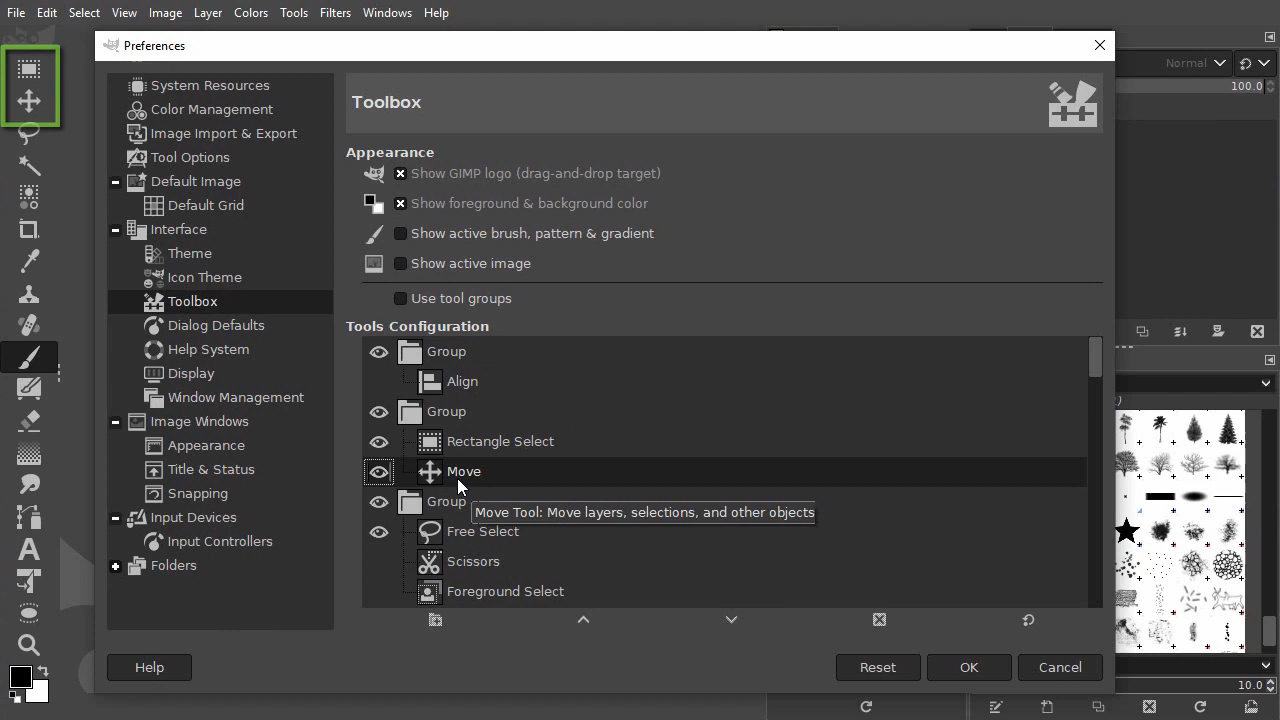 File Edit Select View Image Layer Colors Tools Filters Windows Help
Preferences
System Resources
Color Management
Image Import & Export
Tool Options
Default Image
Default Grid
Interface
Theme
Icon Theme
Toolbox
Dialog Defaults
Help System
Display
Window Management
Image Windows
Appearance
Title & Status
Snapping
Input Devices
Input Controllers
Folders
Toolbox
Appearance
Show GIMP logo (drag-and-drop target)
Show foreground & background color
Show active brush, pattern & gradient
Show active image
Use tool groups
Tools Configuration
Group
Align
Group
Rectangle Select
Move
Group
Move Tool: Move layers, selections, and other objects
Free Select
Scissors
Foreground Select
Help
Reset
OK
Cancel
Normal
100.0
10.0